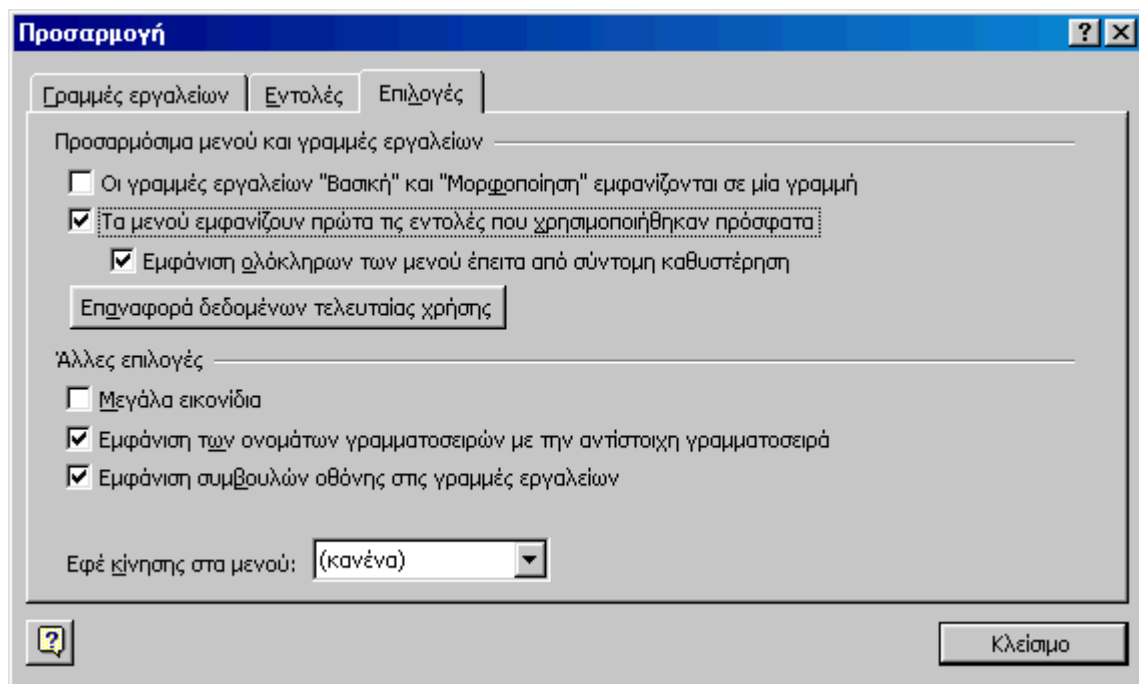 Προσαρμογή
Γραμμές εργαλείων Εντολές Επιλογές
Προσαρμόσιμα μενού και γραμμές εργαλείων
Οι γραμμές εργαλείων "Βασική" και "Μορφοποίηση" εμφανίζονται σε μία γραμμή
Τα μενού εμφανίζουν πρώτα τις εντολές που χρησιμοποιήθηκαν πρόσφατα
Εμφάνιση ολόκληρων των μενού έπειτα από σύντομη καθυστέρηση
Επαναφορά δεδομένων τελευταίας χρήσης
Άλλες επιλογές
Μεγάλα εικονίδια
Εμφάνιση των ονομάτων γραμματοσειρών με την αντίστοιχη γραμματοσειρά
Εμφάνιση συμβουλών οθόνης στις γραμμές εργαλείων
Εφέ κίνησης στα μενού: (κανένα)
Κλείσιμο